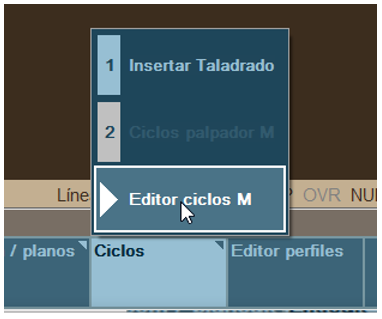 1 Insertar Taladrado
2 Ciclos palpador M
Editor ciclos M
Líne OVR NU
/ planos Ciclos Editor perfiles